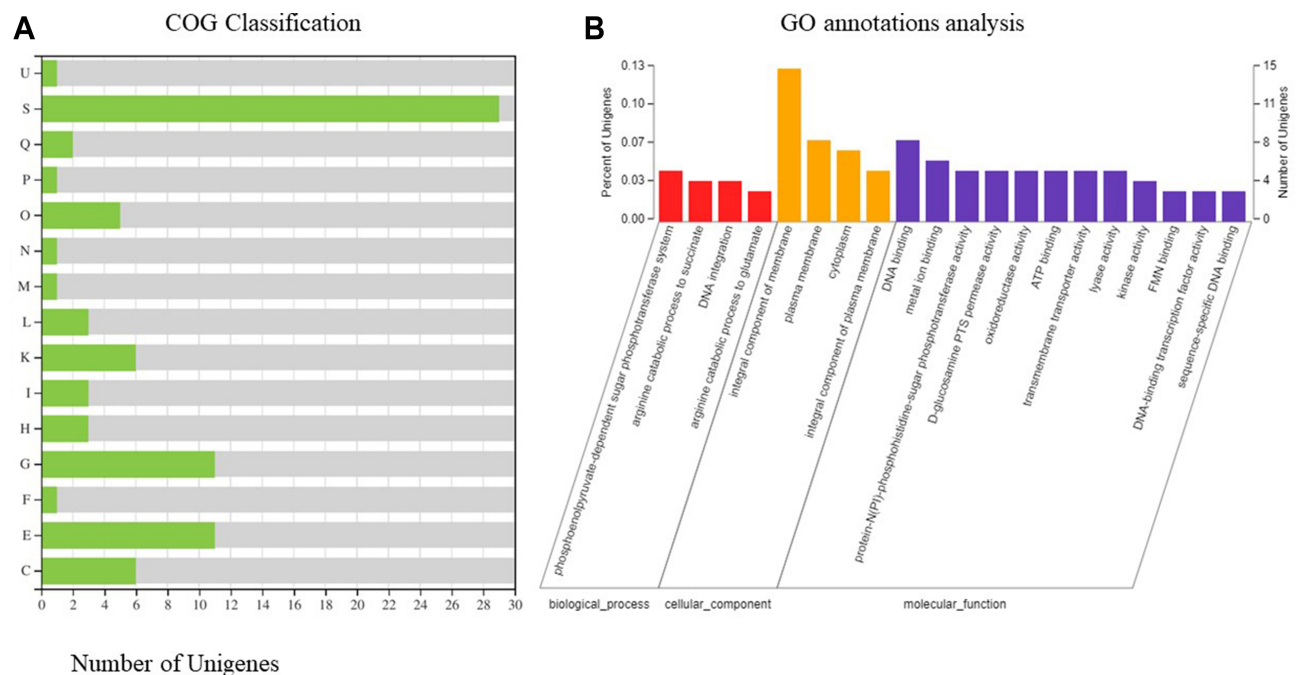 A
COG Classification
U
S
Q
P
O
N
M
L
K
I
H
G
F
E
C
0 2 4 6 8 10 12 14 16 18 20 22 24 26 28 30
Number of Unigenes
B
GO annotations analysis
Percent of Unigenes
0.13
0.10
0.07
0.03
0.00
15
11
8
4
0
Number of Unigenes
phosphoenolpyruvate-dependent sugar phosphotransferase system
arginine catabolic process to succinate
DNA integration
arginine catabolic process to glutamate
integral component of membrane
plasma membrane
cytoplasm
integral component of plasma membrane
DNA binding
metal ion binding
protein-N(PI)-phosphohistidine-sugar phosphotransferase activity
D-glucosamine PTS permease activity
oxidoreductase activity
ATP binding
transmembrane transporter activity
lyase activity
kinase activity
FMN binding
DNA-binding transcription factor activity
sequence-specific DNA binding
biological_process
cellular_component
molecular_function